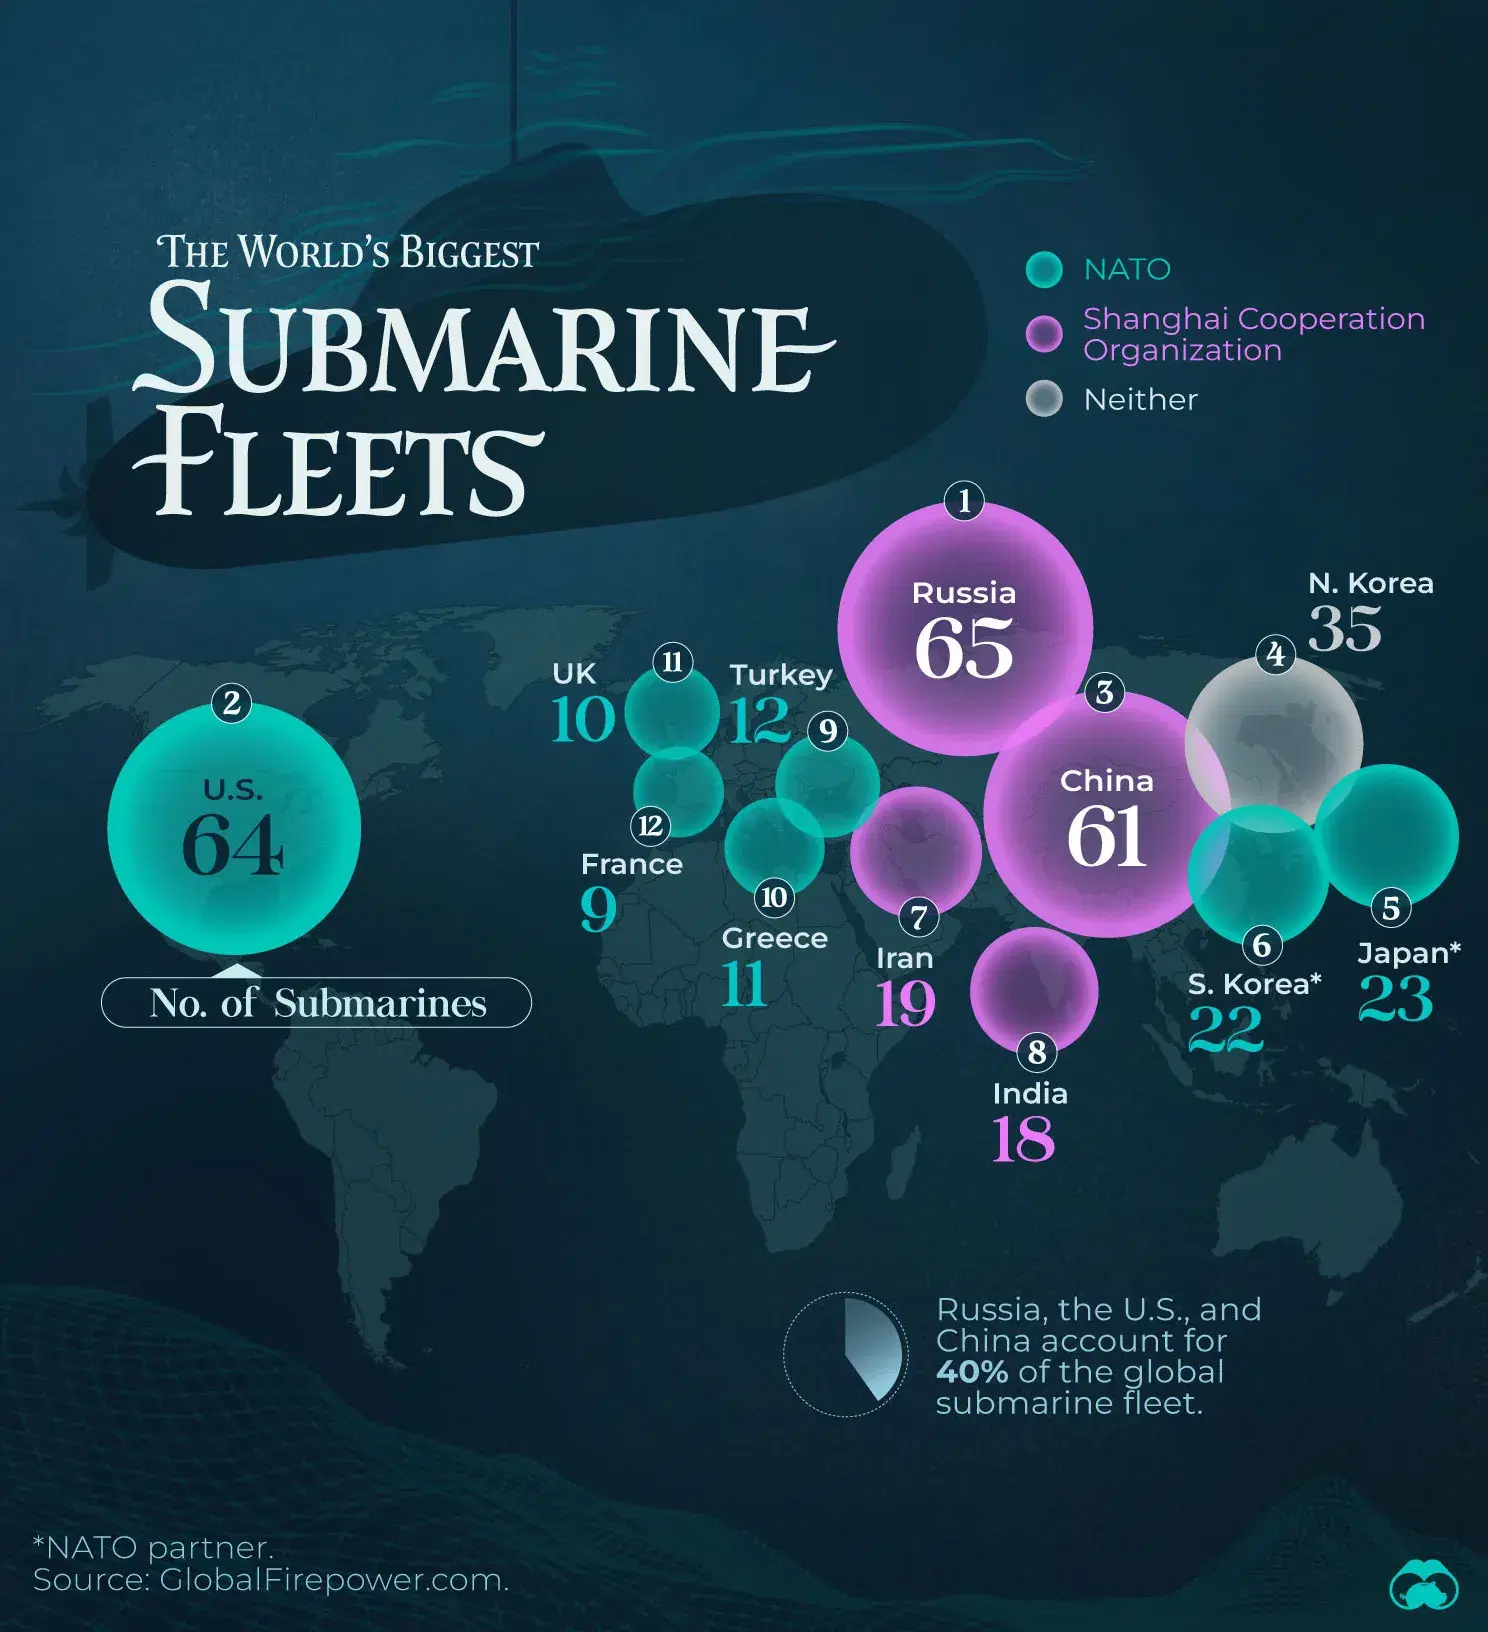 THE WORLD'S BIGGEST
SUBMARINE
FLEETS
NATO
Shanghai Cooperation
Organization
Neither
1
Russia
65
2
U.S.
64
No. of Submarines
3
China
61
N. Korea
35
4
5
Japan*
23
6
S. Korea*
22
7
Iran
19
8
India
18
Turkey
12
9
10
Greece
11
UK
10
11
12
France
9
Russia, the U.S., and
China account for
40% of the global
submarine fleet.
*NATO partner.
Source: GlobalFirepower.com.